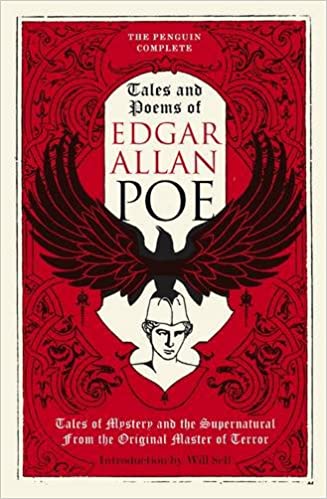 THE PENGUIN
COMPLETE
Tales and
Poems of
EDGAR
ALLAN
POE
Tales of Mystery and the Supernatural
From the Original Master of Terror
Introduction by Will Self